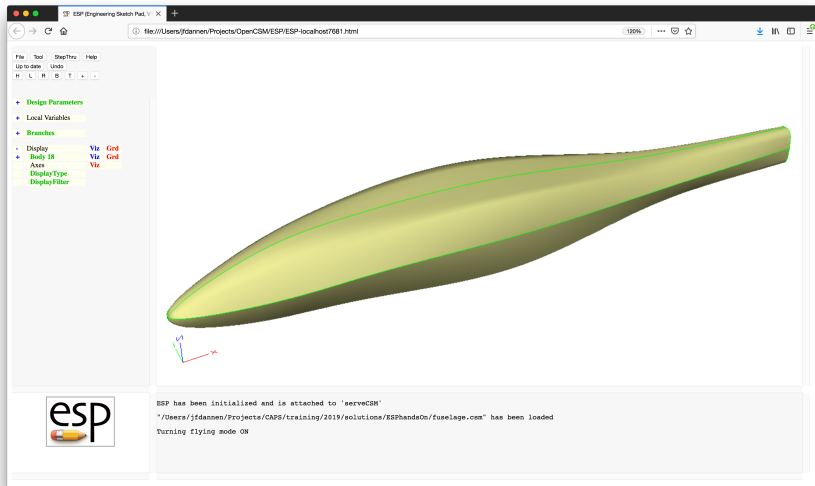 ESP (Engineering Sketch Pad, V
file:///Users/jfdannen/Projects/OpenCSM/ESP/ESP-localhost7681.html
120%
File Tool StepThru Help
Up to date Undo
H L R B T + -
+ Design Parameters
+ Local Variables
+ Branches
- Display Viz Grd
+ Body 18 Viz Grd
Axes Viz
DisplayType
DisplayFilter
x
esp
ESP has been initialized and is attached to 'serveCSM'
"/Users/jfdannen/Projects/CAPS/training/2019/solutions/ESPhandsOn/fuselage.csm" has been loaded
Turning flying mode ON